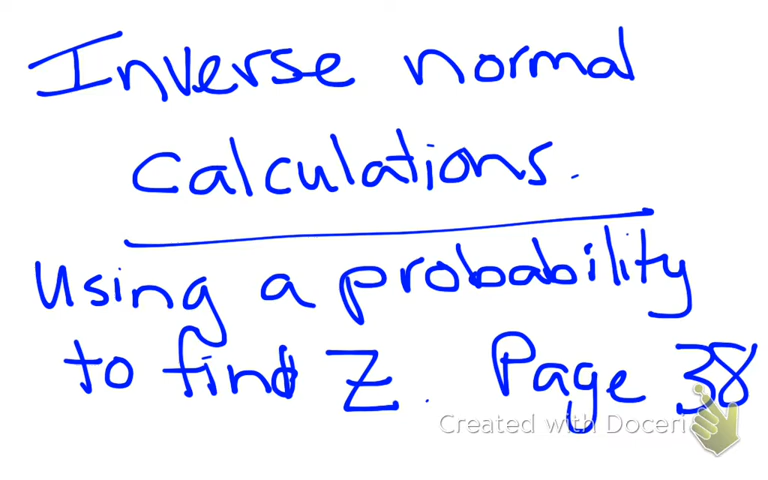 Inverse normal
calculations.
Using a probability
to find Z. Page 38
Created with Doceri